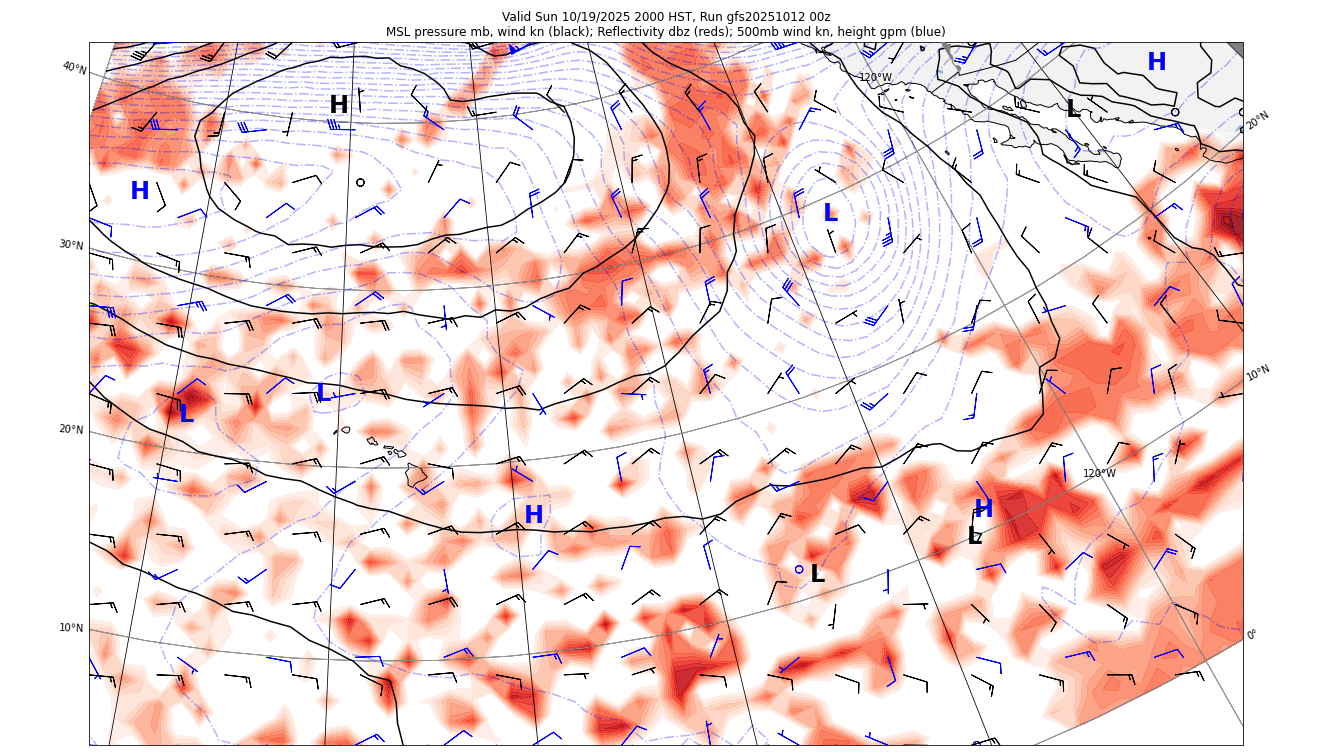 Valid Sun 10/19/2025 2000 HST, Run gfs20251012 00z
MSL pressure mb, wind kn (black); Reflectivity dbz (reds); 500mb wind kn, height gpm (blue)
40°N
120°W
H
H
L
20°N
H
L
30°N
10°N
L
L
20°N
120°W
H
H
L
L
10°N
0°